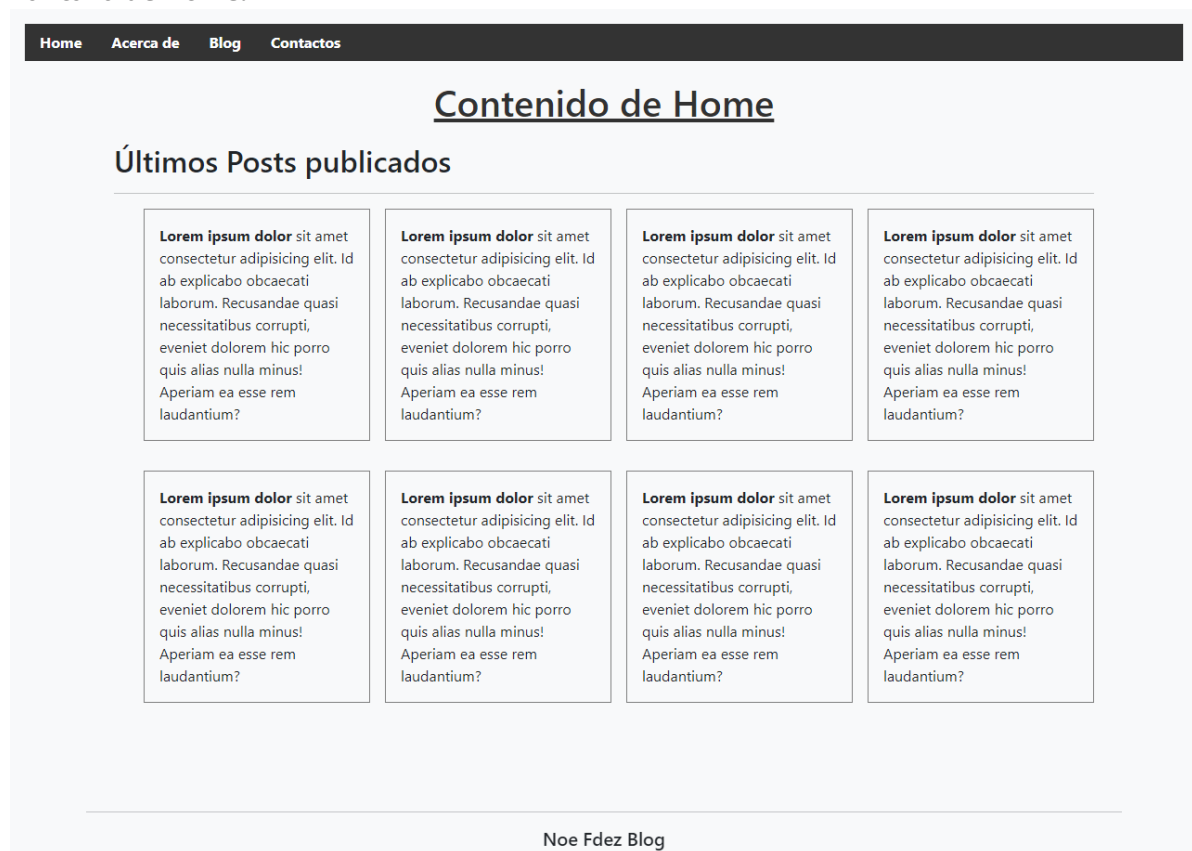 Home Acerca de Blog Contactos
Contenido de Home
Últimos Posts publicados
Lorem ipsum dolor sit amet
consectetur adipisicing elit. Id
ab explicabo obcaecati
laborum. Recusandae quasi
necessitatibus corrupti,
eveniet dolorem hic porro
quis alias nulla minus!
Aperiam ea esse rem
laudantium?
Lorem ipsum dolor sit amet
consectetur adipisicing elit. Id
ab explicabo obcaecati
laborum. Recusandae quasi
necessitatibus corrupti,
eveniet dolorem hic porro
quis alias nulla minus!
Aperiam ea esse rem
laudantium?
Lorem ipsum dolor sit amet
consectetur adipisicing elit. Id
ab explicabo obcaecati
laborum. Recusandae quasi
necessitatibus corrupti,
eveniet dolorem hic porro
quis alias nulla minus!
Aperiam ea esse rem
laudantium?
Lorem ipsum dolor sit amet
consectetur adipisicing elit. Id
ab explicabo obcaecati
laborum. Recusandae quasi
necessitatibus corrupti,
eveniet dolorem hic porro
quis alias nulla minus!
Aperiam ea esse rem
laudantium?
Lorem ipsum dolor sit amet
consectetur adipisicing elit. Id
ab explicabo obcaecati
laborum. Recusandae quasi
necessitatibus corrupti,
eveniet dolorem hic porro
quis alias nulla minus!
Aperiam ea esse rem
laudantium?
Lorem ipsum dolor sit amet
consectetur adipisicing elit. Id
ab explicabo obcaecati
laborum. Recusandae quasi
necessitatibus corrupti,
eveniet dolorem hic porro
quis alias nulla minus!
Aperiam ea esse rem
laudantium?
Lorem ipsum dolor sit amet
consectetur adipisicing elit. Id
ab explicabo obcaecati
laborum. Recusandae quasi
necessitatibus corrupti,
eveniet dolorem hic porro
quis alias nulla minus!
Aperiam ea esse rem
laudantium?
Lorem ipsum dolor sit amet
consectetur adipisicing elit. Id
ab explicabo obcaecati
laborum. Recusandae quasi
necessitatibus corrupti,
eveniet dolorem hic porro
quis alias nulla minus!
Aperiam ea esse rem
laudantium?
Noe Fdez Blog